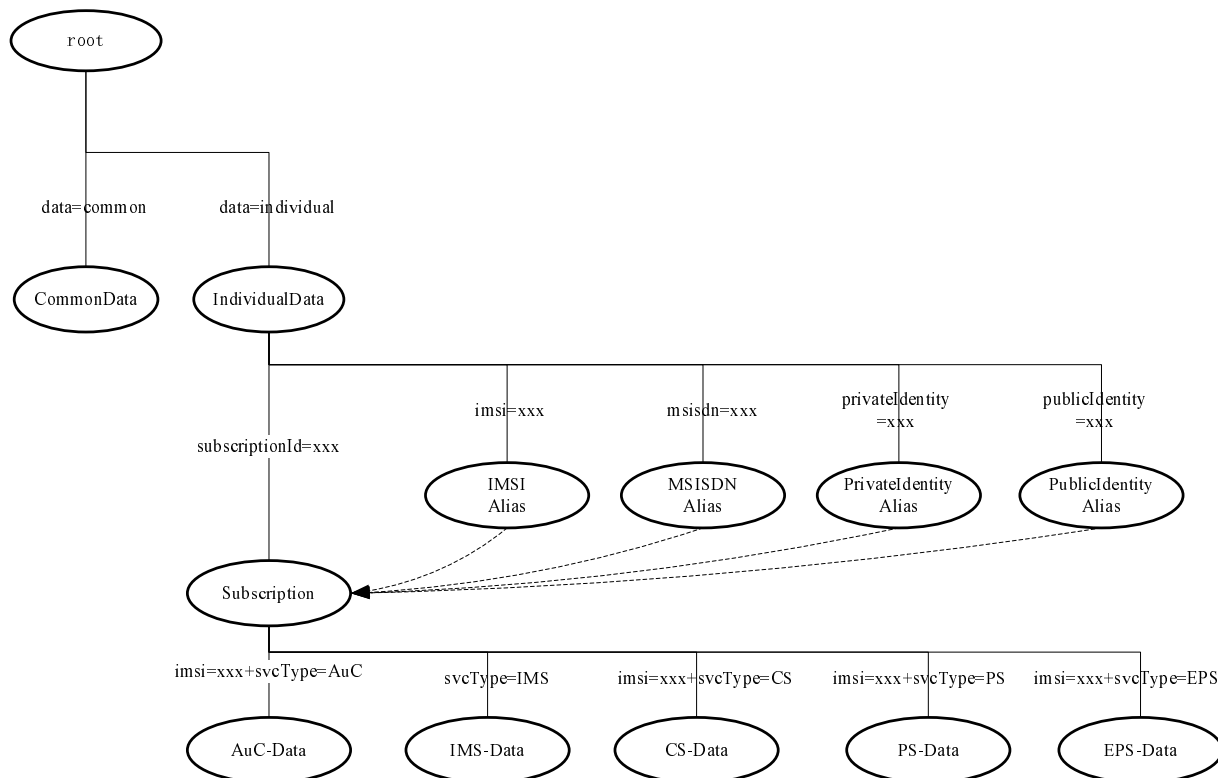 root
data=common
data=individual
CommonData
IndividualData
imsi=xxx
msisdn=xxx
privateIdentity
=xxx
publicIdentity
=xxx
subscriptionId=xxx
IMSI
Alias
MSISDN
Alias
PrivateIdentity
Alias
PublicIdentity
Alias
Subscription
imsi=xxx+svcType=AuC
svcType=IMS
imsi=xxx+svcType=CS
imsi=xxx+svcType=PS
imsi=xxx+svcType=EPS
AuC-Data
IMS-Data
CS-Data
PS-Data
EPS-Data